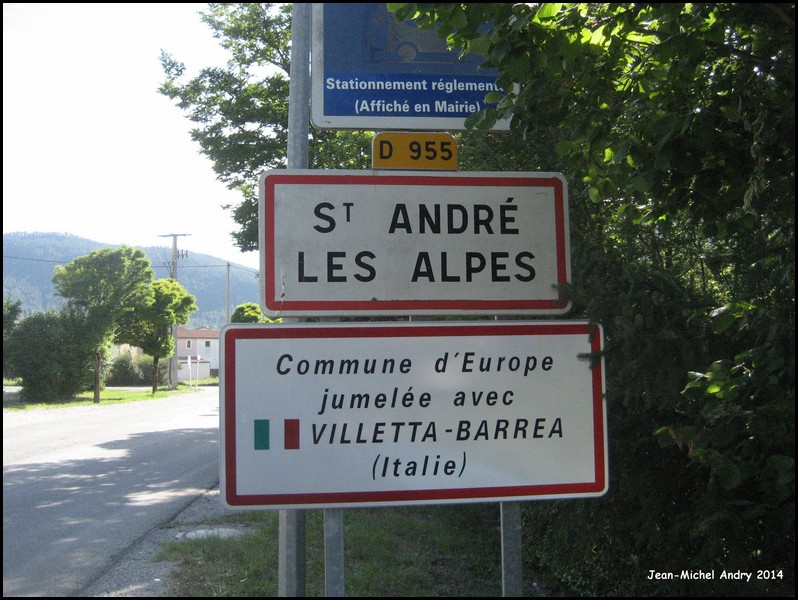 Stationnement réglementé
(Affiché en Mairie)
D 955
ST ANDRÉ
LES ALPES
Commune d'Europe
jumelée avec
VILLETTA-BARREA
(Italie)
Jean-Michel Andry 2014